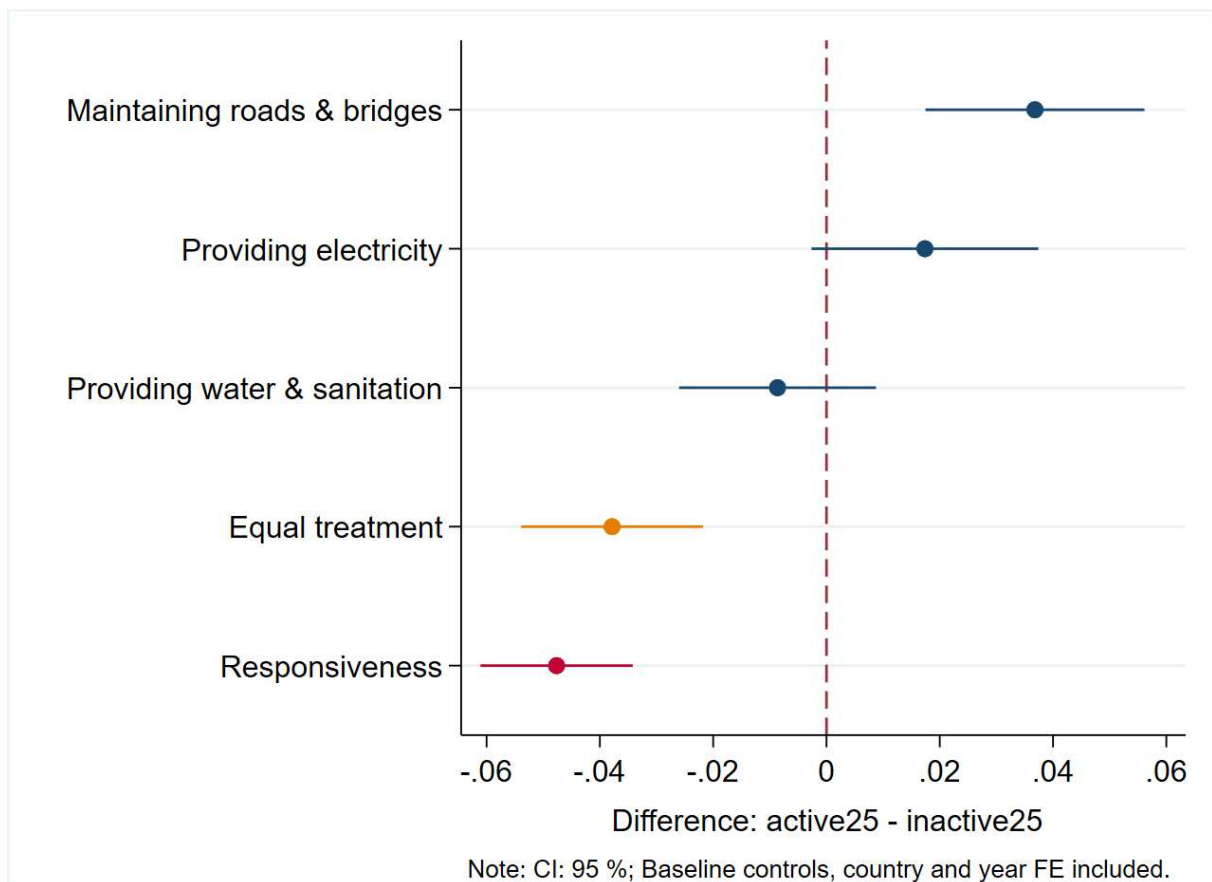 Maintaining roads & bridges
Providing electricity
Providing water & sanitation
Equal treatment
Responsiveness
-.06 -.04 -.02 0 .02 .04 .06
Difference: active25 - inactive25
Note: CI: 95 %; Baseline controls, country and year FE included.